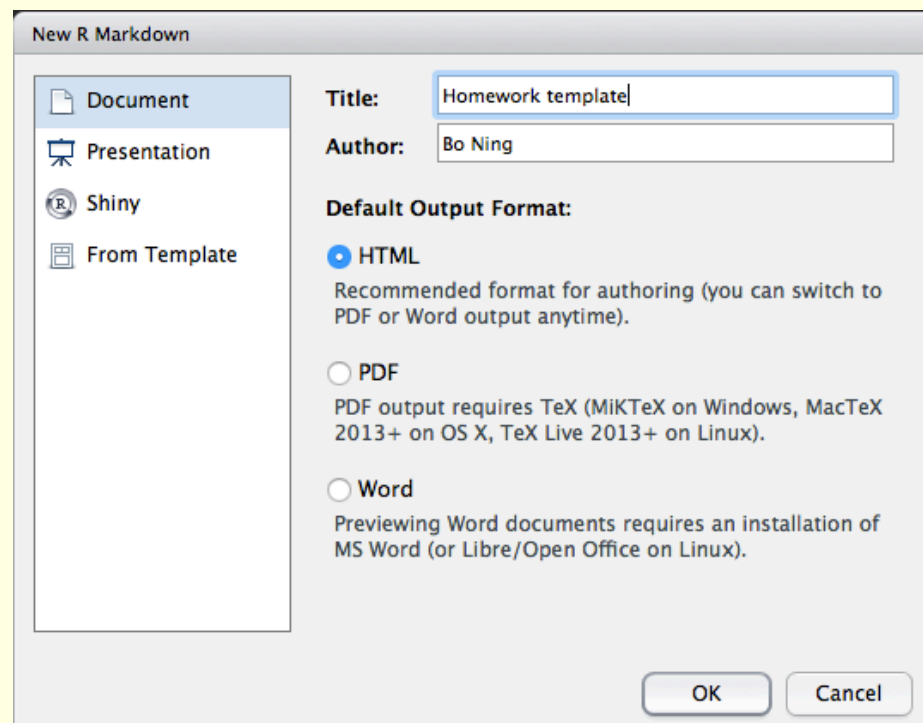 New R Markdown
Document
Presentation
Shiny
From Template
Title: Homework template
Author: Bo Ning
Default Output Format:
HTML
Recommended format for authoring (you can switch to
PDF or Word output anytime).
PDF
PDF output requires TeX (MiKTeX on Windows, MacTeX
2013+ on OS X, TeX Live 2013+ on Linux).
Word
Previewing Word documents requires an installation of
MS Word (or Libre/Open Office on Linux).
OK Cancel